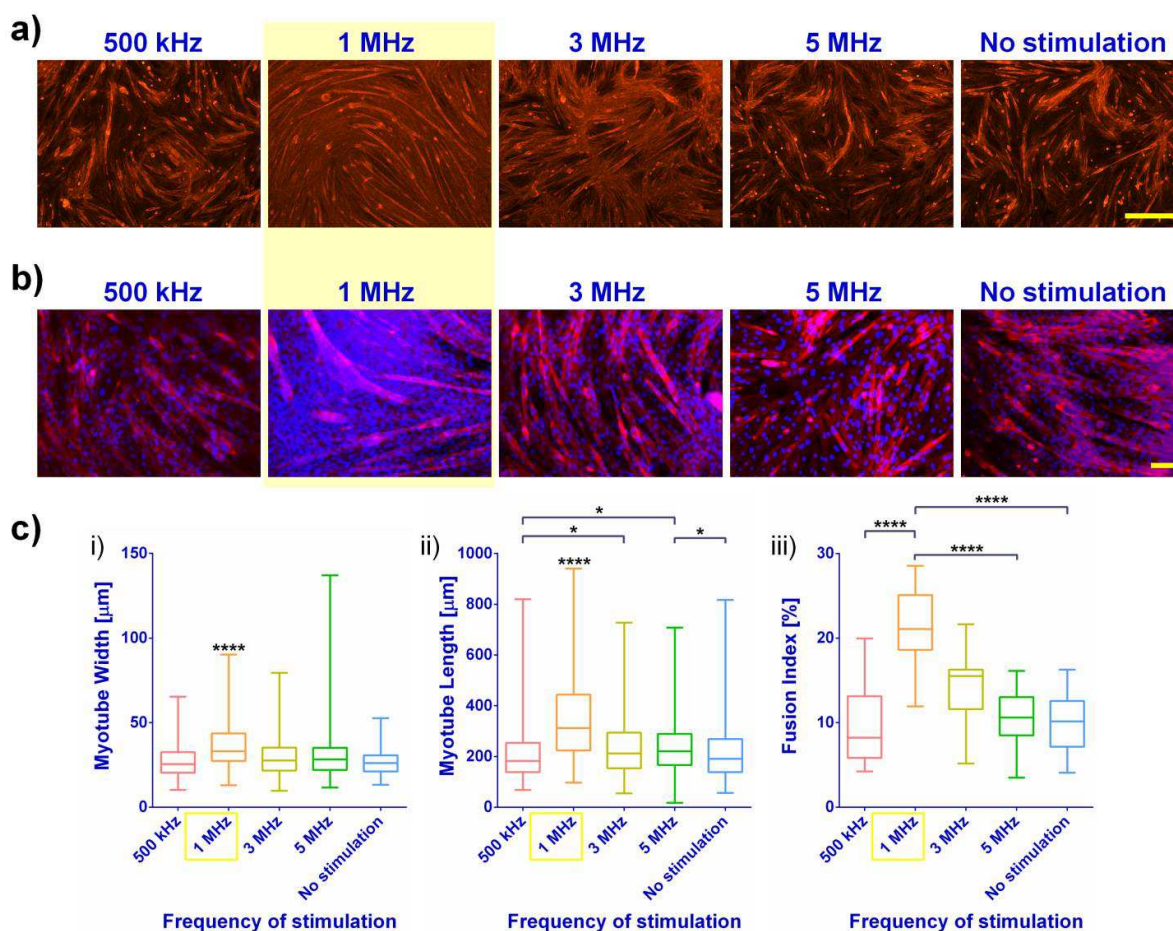 a)
500 kHz 1 MHz 3 MHz 5 MHz No stimulation
b)
500 kHz 1 MHz 3 MHz 5 MHz No stimulation
c)
i)
Myotube Width [µm]
150
100
50
0
****
500 kHz
1 MHz
3 MHz
5 MHz
No stimulation
Frequency of stimulation
ii)
Myotube Length [µm]
1000
800
600
400
200
0
*
*
*
****
500 kHz
1 MHz
3 MHz
5 MHz
No stimulation
Frequency of stimulation
iii)
Fusion Index [%]
30
20
10
0
****
****
****
500 kHz
1 MHz
3 MHz
5 MHz
No stimulation
Frequency of stimulation